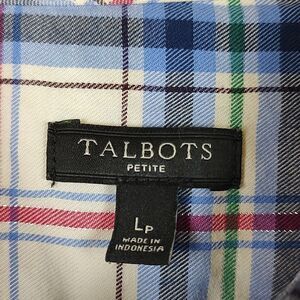 TALBOTS
PETITE
LP
MADE IN
INDONESIA